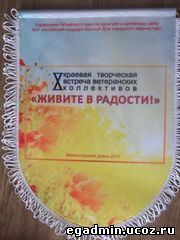 Управление Алтайского края по культуре и архивному делу
КАУ «Алтайский государственный Дом народного творчества»
X краевая творческая
встреча ветеранских
коллективов
«ЖИВИТЕ В РАДОСТИ!»
Мамонтовский район 2017
egadmin.ucoz.ru